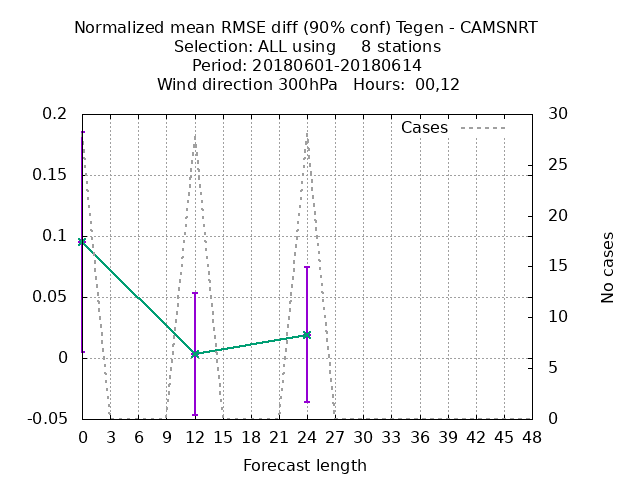 Normalized mean RMSE diff (90% conf) Tegen - CAMSNRT
Selection: ALL using     8 stations
Period: 20180601-20180614
Wind direction 300hPa   Hours:  00,12
Cases
0.2
0.15
0.1
0.05
0
-0.05
30
25
20
15
10
5
0
No cases
0 3 6 9 12 15 18 21 24 27 30 33 36 39 42 45 48
Forecast length